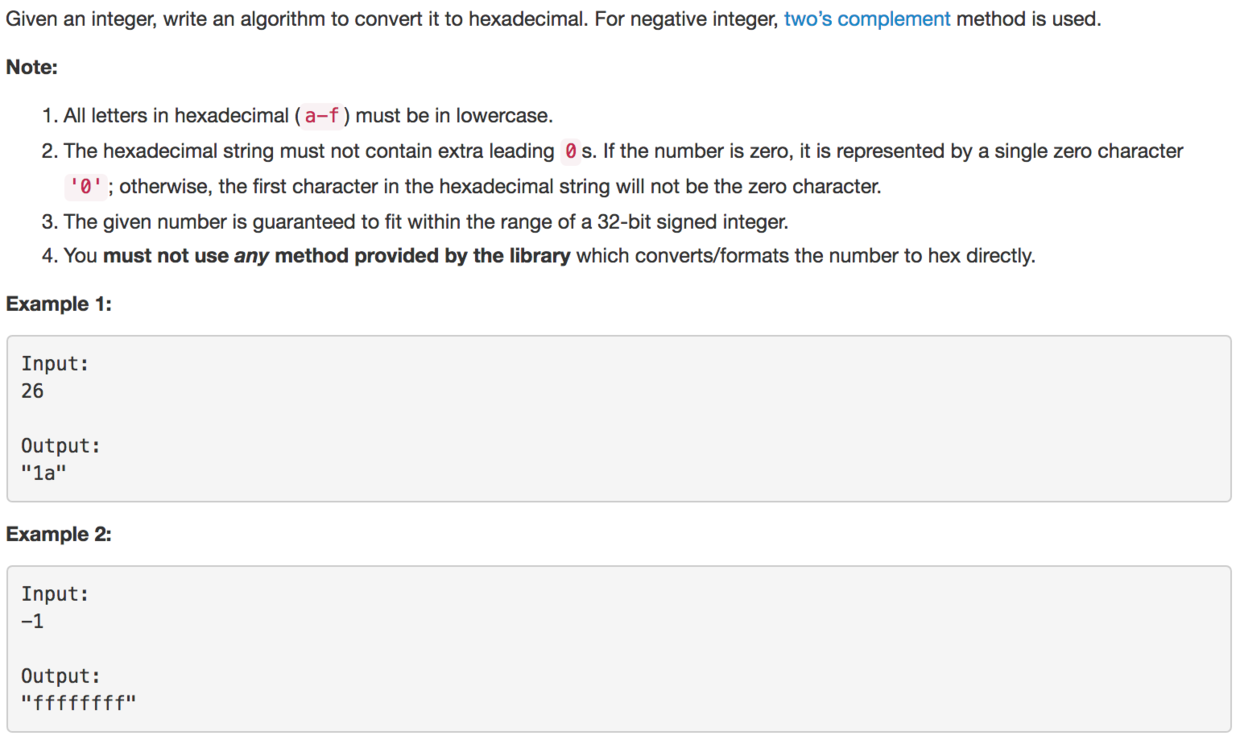 Given an integer, write an algorithm to convert it to hexadecimal. For negative integer, two's complement method is used.
Note:
1. All letters in hexadecimal (a-f) must be in lowercase.
2. The hexadecimal string must not contain extra leading 0s. If the number is zero, it is represented by a single zero character
'0'; otherwise, the first character in the hexadecimal string will not be the zero character.
3. The given number is guaranteed to fit within the range of a 32-bit signed integer.
4. You must not use any method provided by the library which converts/formats the number to hex directly.
Example 1:
Input:
26
Output:
"1a"
Example 2:
Input:
-1
Output:
"ffffffff"